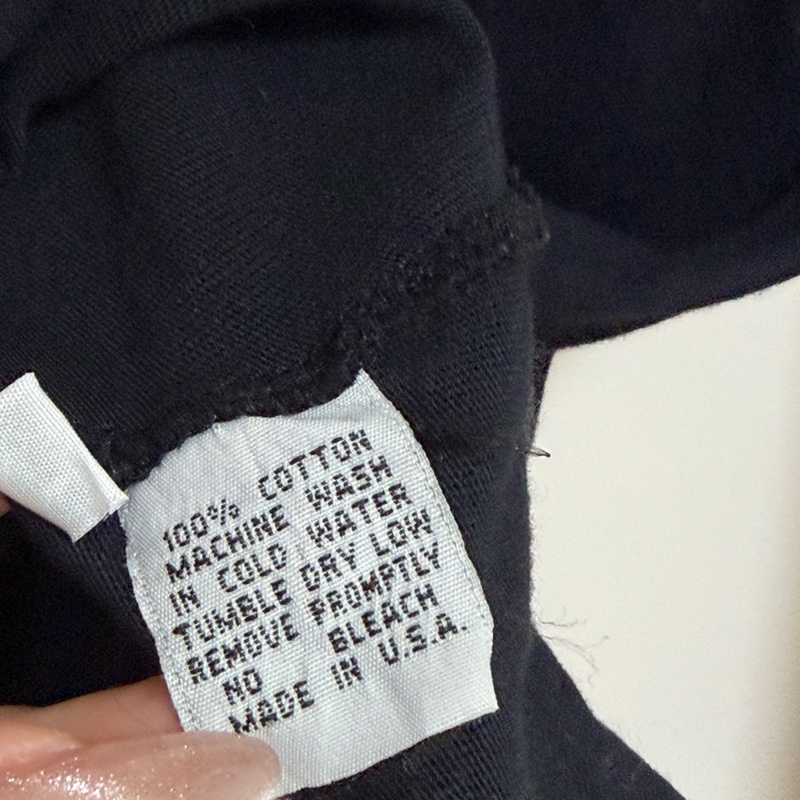 100% COTTON
MACHINE WASH
IN COLD WATER
TUMBLE DRY LOW
REMOVE PROMPTLY
NO BLEACH
MADE IN U.S.A.